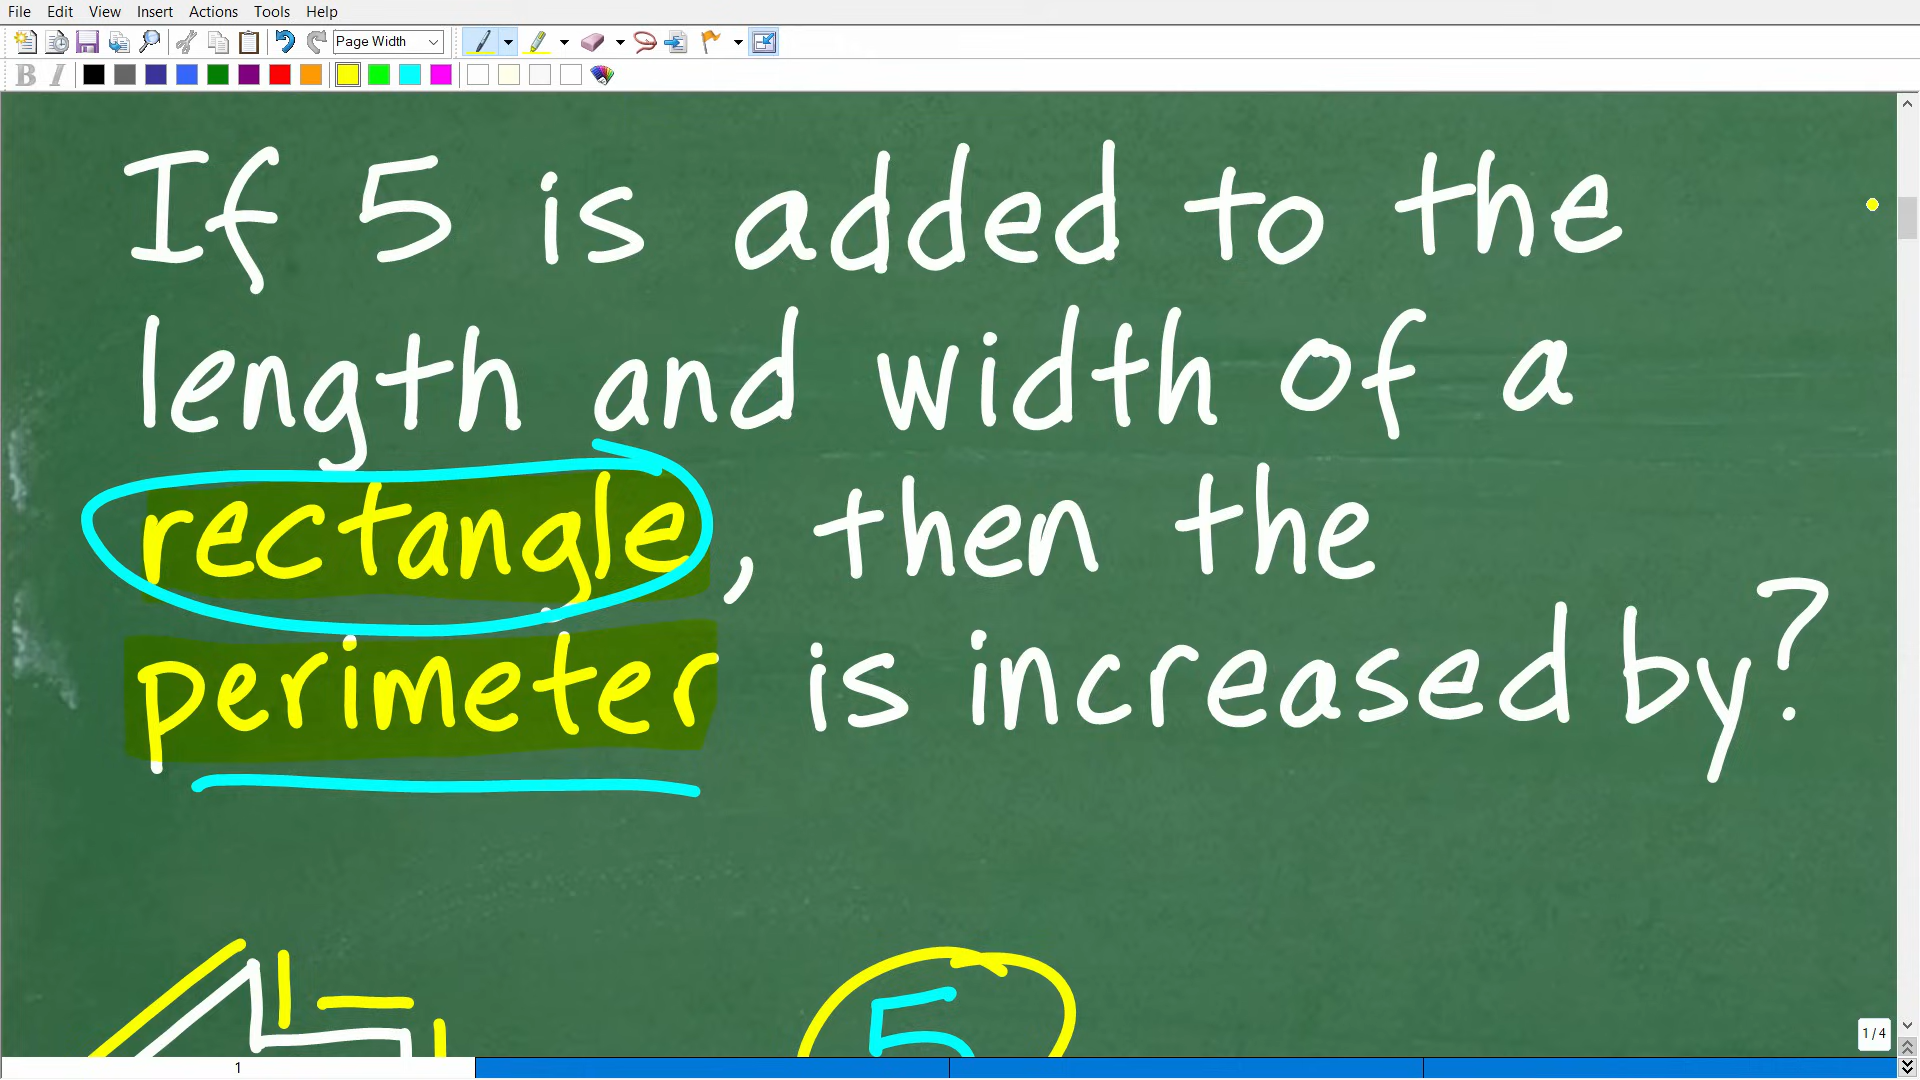 File Edit View Insert Actions Tools Help
Page Width
B I
If 5 is added to the
length and width of a
rectangle, then the
perimeter is increased by?
5
1 / 4
1